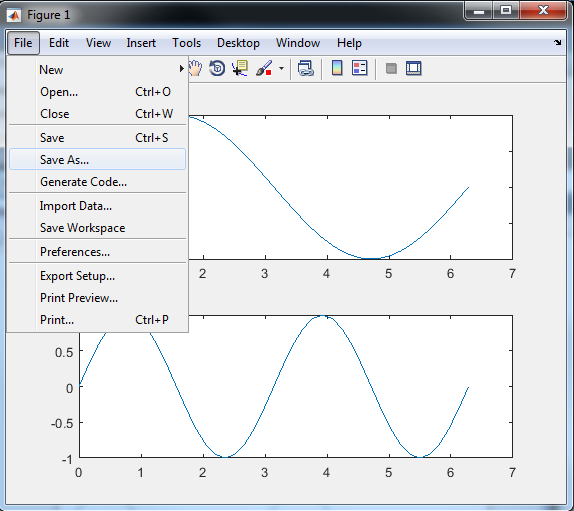 Figure 1
File Edit View Insert Tools Desktop Window Help
New
Open... Ctrl+O
Close Ctrl+W
Save Ctrl+S
Save As...
Generate Code...
Import Data...
Save Workspace
Preferences...
Export Setup...
Print Preview...
Print... Ctrl+P
2 3 4 5 6 7
0.5
0
-0.5
-1
0 1 2 3 4 5 6 7